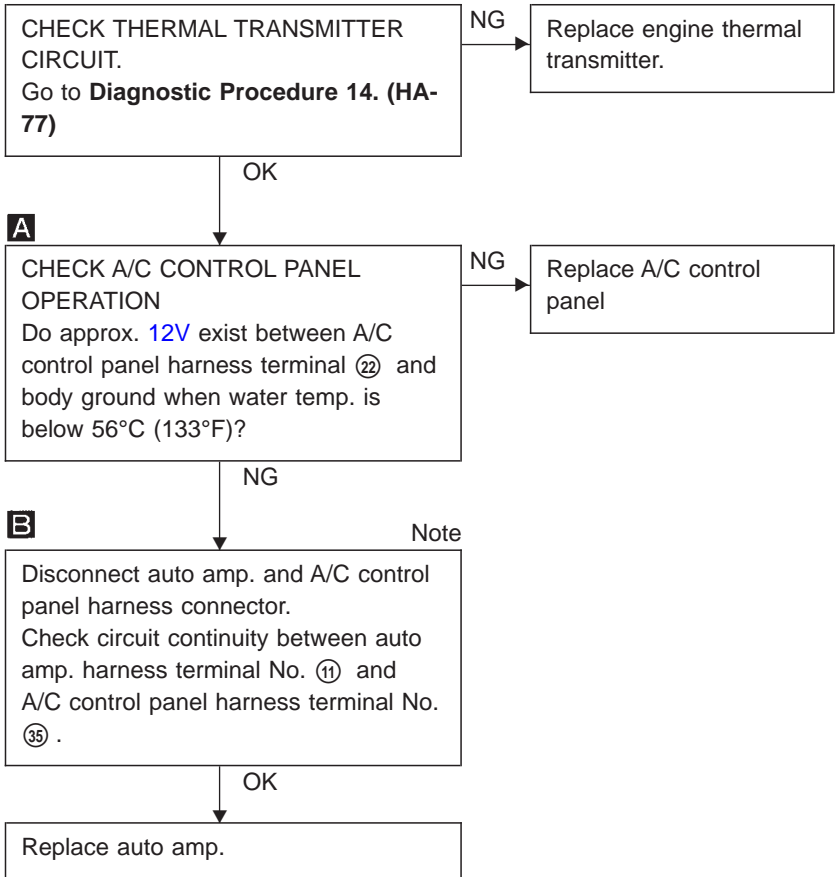 CHECK THERMAL TRANSMITTER
CIRCUIT.
Go to Diagnostic Procedure 14. (HA-
77)
NG
Replace engine thermal
transmitter.
OK
A
CHECK A/C CONTROL PANEL
OPERATION
Do approx. 12V exist between A/C
control panel harness terminal ㉒ and
body ground when water temp. is
below 56°C (133°F)?
NG
Replace A/C control
panel
NG
B
Note
Disconnect auto amp. and A/C control
panel harness connector.
Check circuit continuity between auto
amp. harness terminal No. ⑪ and
A/C control panel harness terminal No.
㉟ .
OK
Replace auto amp.